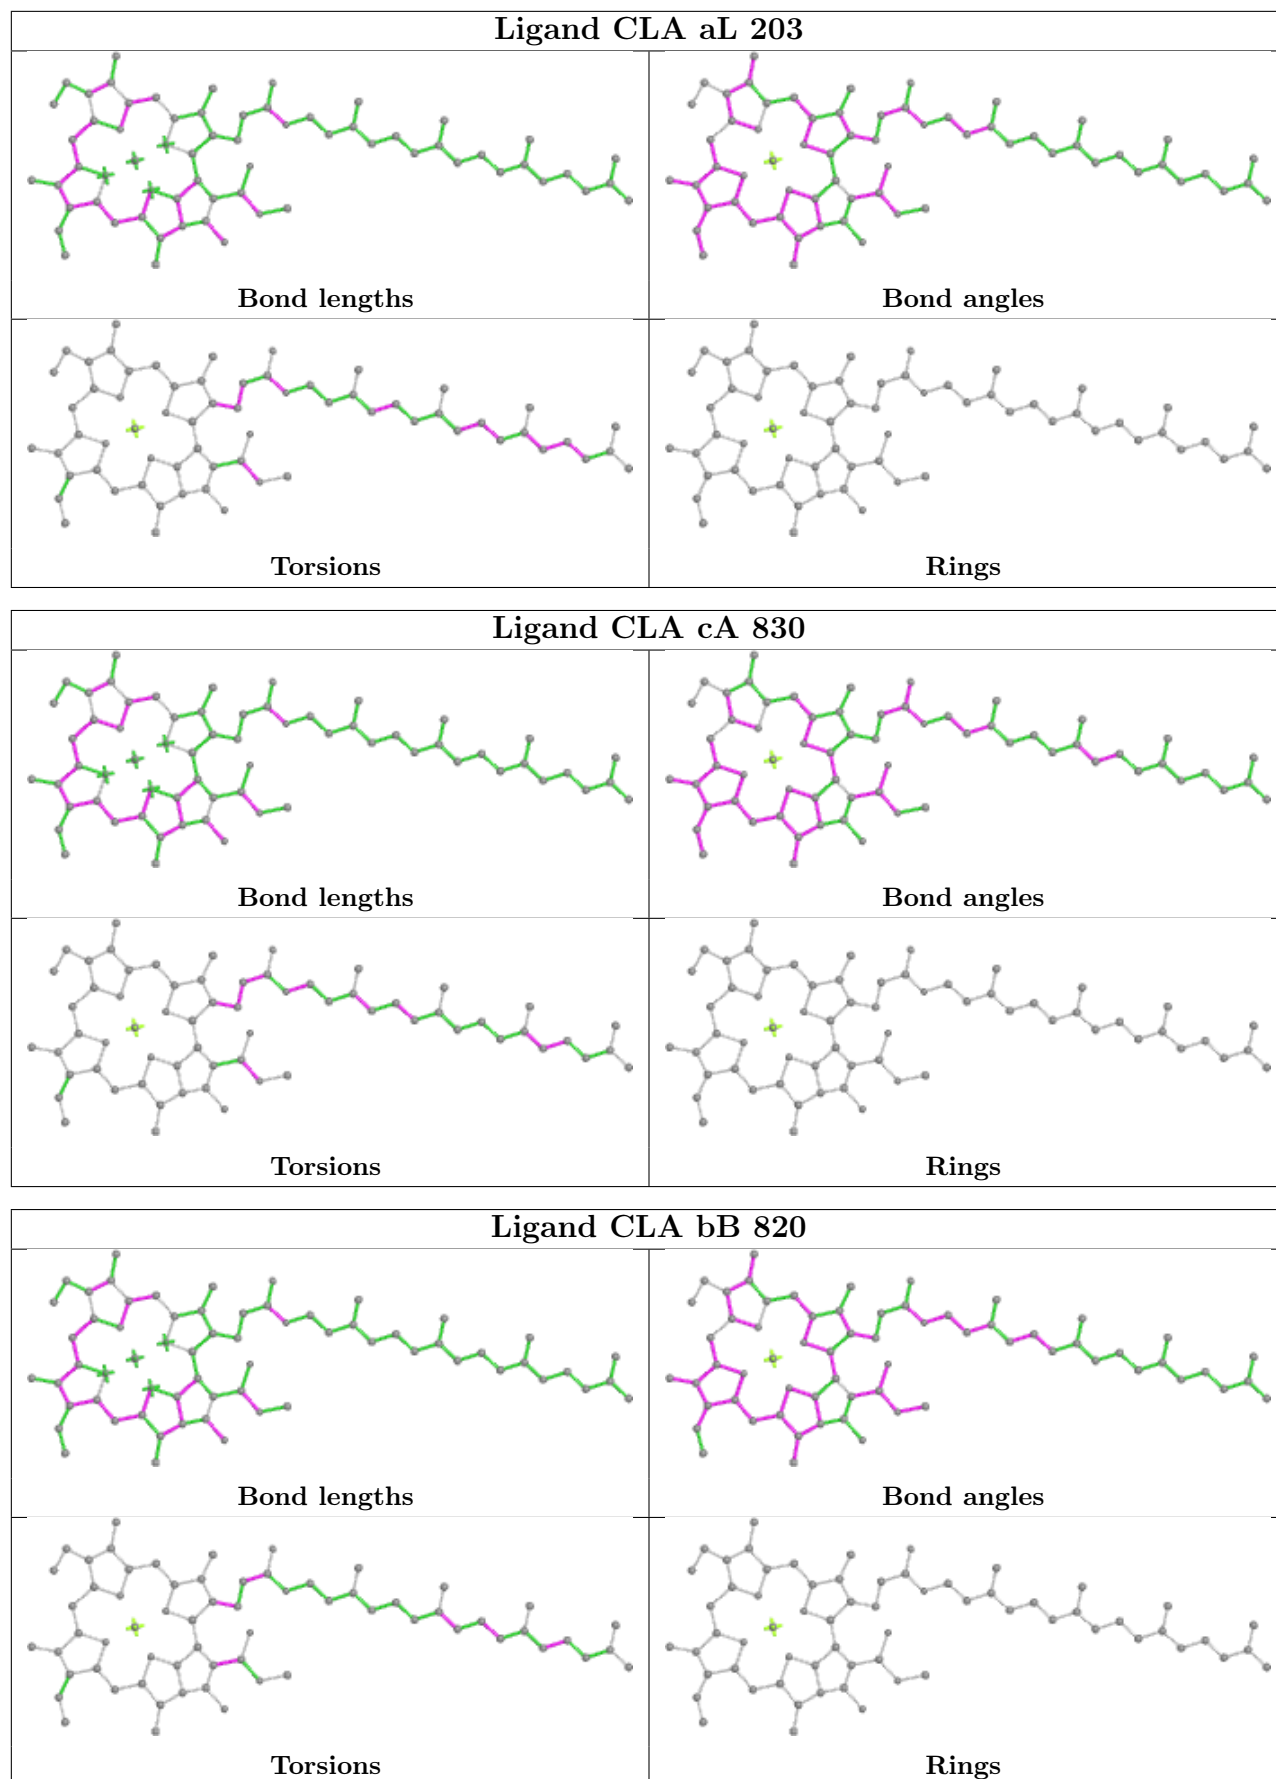 Ligand CLA aL 203
Bond lengths
Bond angles
Torsions
Rings
Ligand CLA cA 830
Bond lengths
Bond angles
Torsions
Rings
Ligand CLA bB 820
Bond lengths
Bond angles
Torsions
Rings